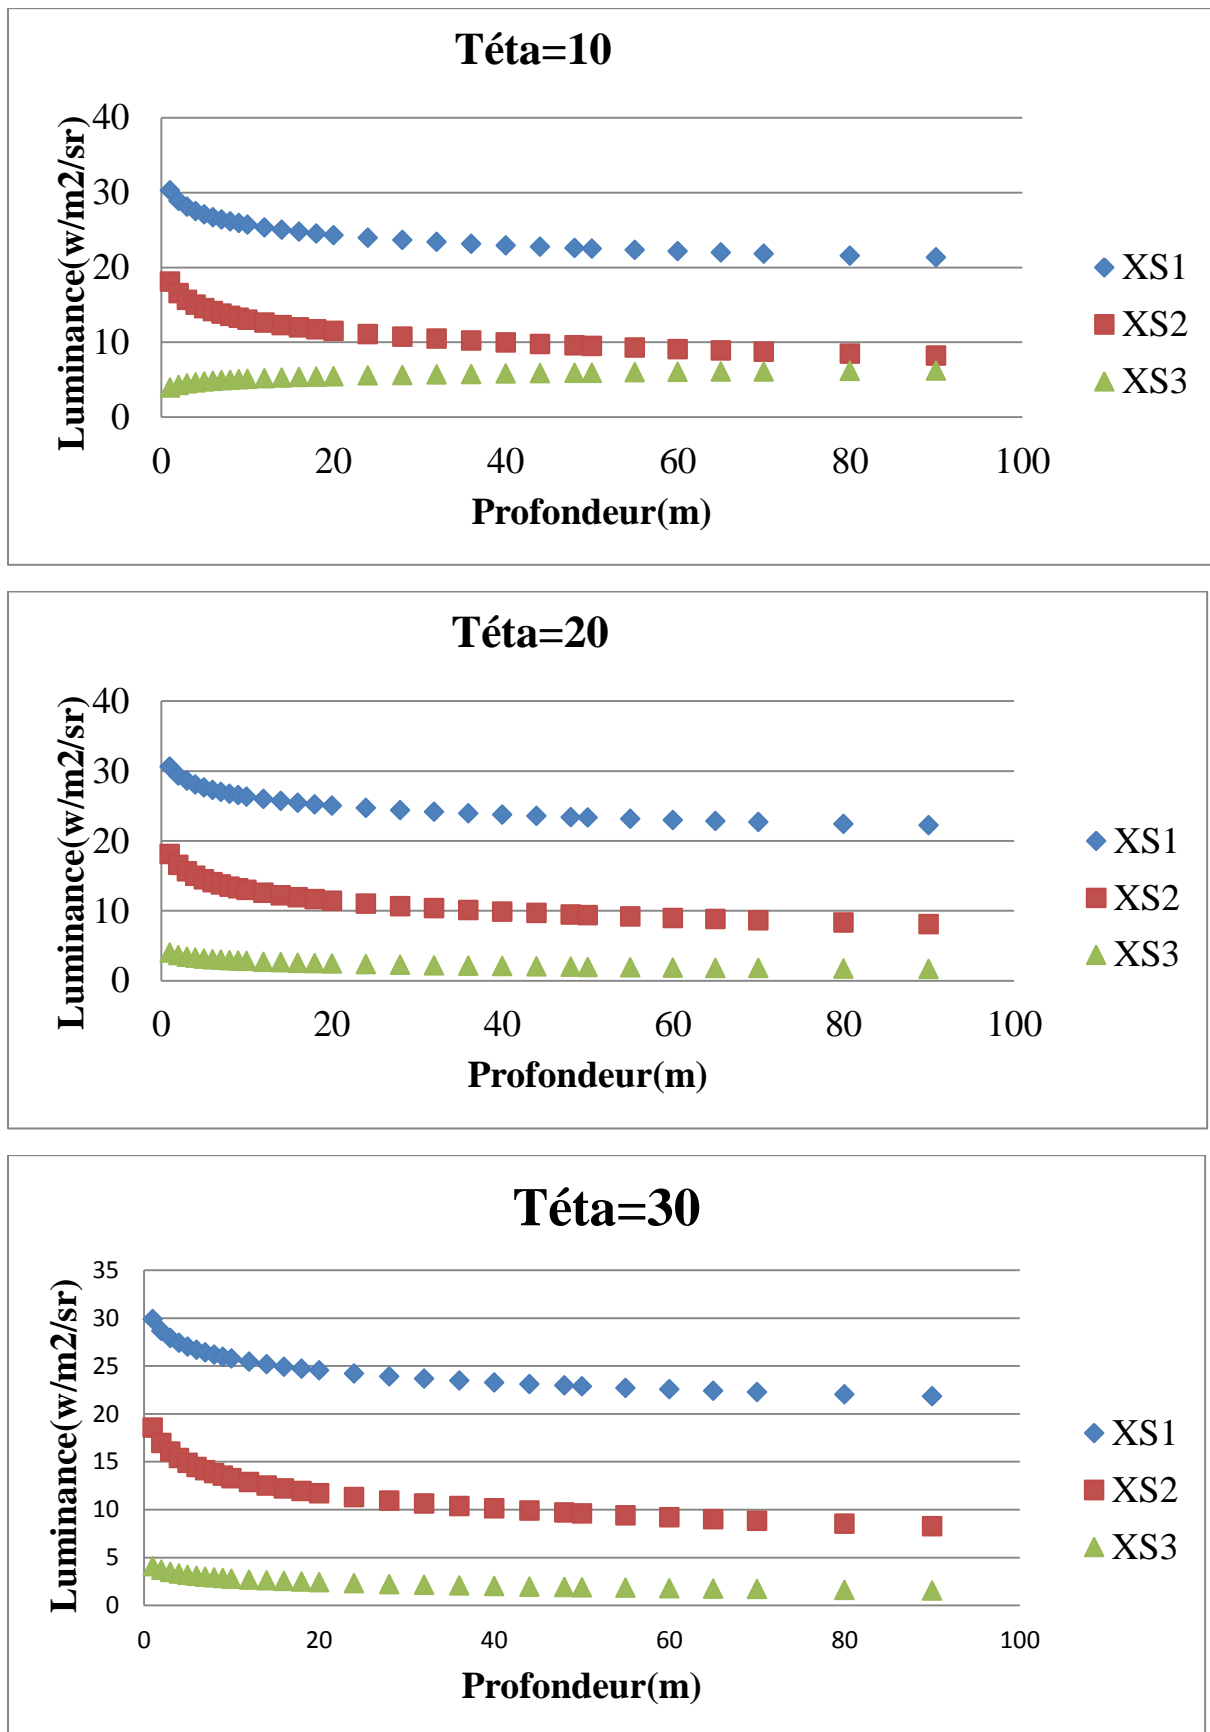 Téta=10
Luminance(w/m2/sr)
40
30
20
10
0
0 20 40 60 80 100
Profondeur(m)
XS1
XS2
XS3
Téta=20
Luminance(w/m2/sr)
40
30
20
10
0
0 20 40 60 80 100
Profondeur(m)
XS1
XS2
XS3
Téta=30
Luminance(w/m2/sr)
35
30
25
20
15
10
5
0
0 20 40 60 80 100
Profondeur(m)
XS1
XS2
XS3